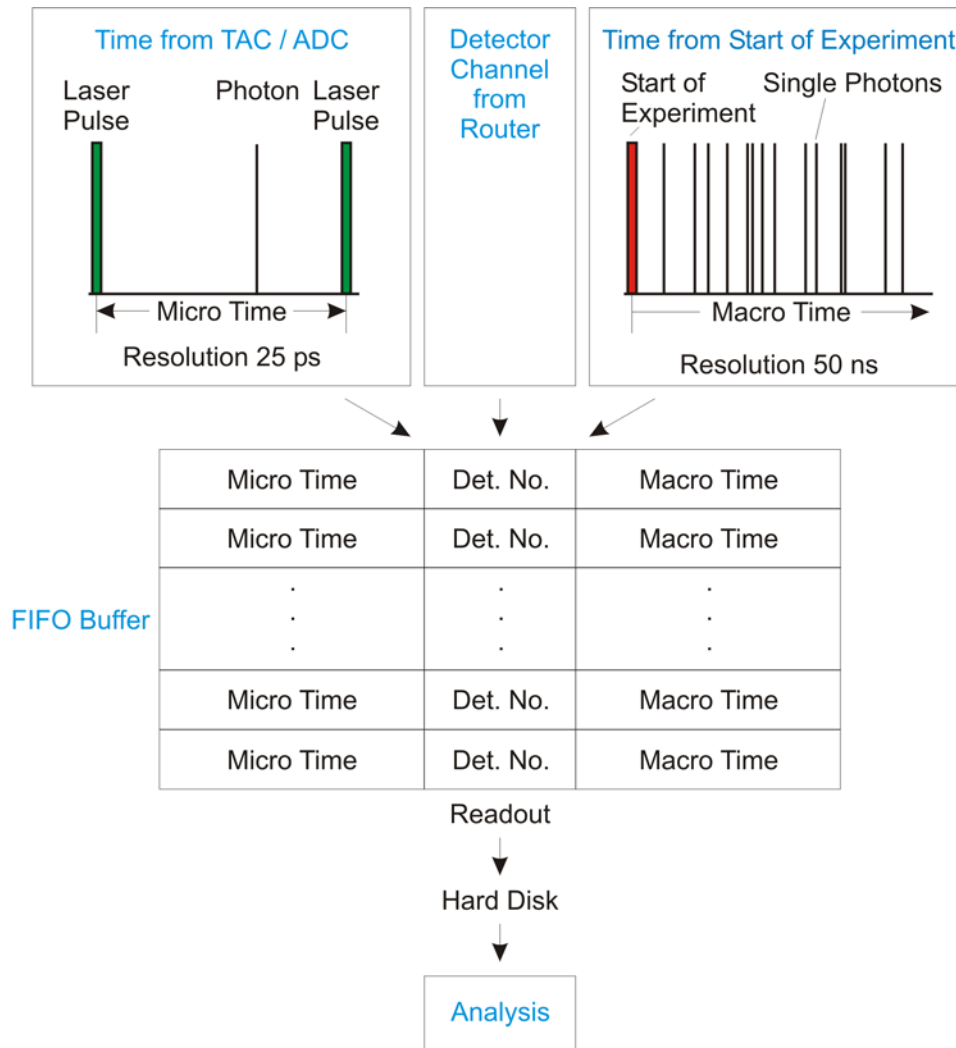 Time from TAC / ADC
Laser
Pulse
Photon
Laser
Pulse
Micro Time
Resolution 25 ps
Detector
Channel
from
Router
Time from Start of Experiment
Start of
Experiment
Single Photons
Macro Time
Resolution 50 ns
FIFO Buffer
Micro Time Det. No. Macro Time
Micro Time Det. No. Macro Time
. . .
. . .
. . .
Micro Time Det. No. Macro Time
Micro Time Det. No. Macro Time
Readout
Hard Disk
Analysis